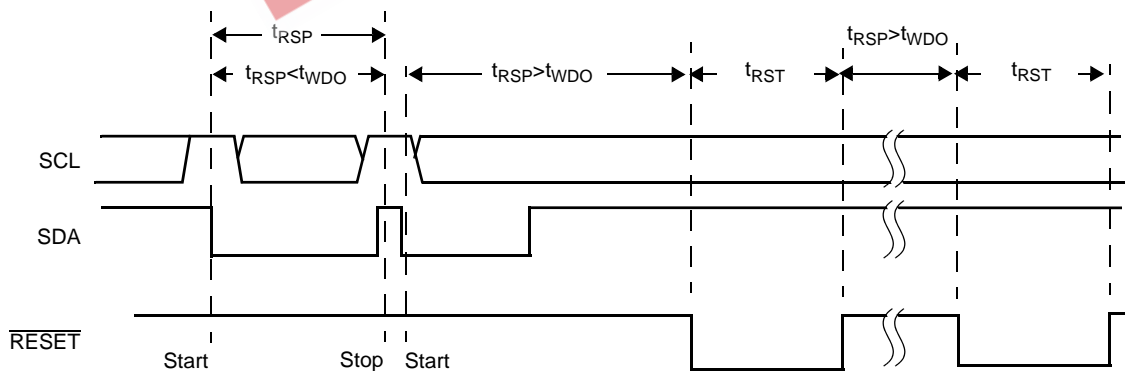 tRSP
tRSP>tWDO
tRSP<tWDO
tRSP>tWDO
tRST
tRST
SCL
SDA
RESET
Start
Stop
Start